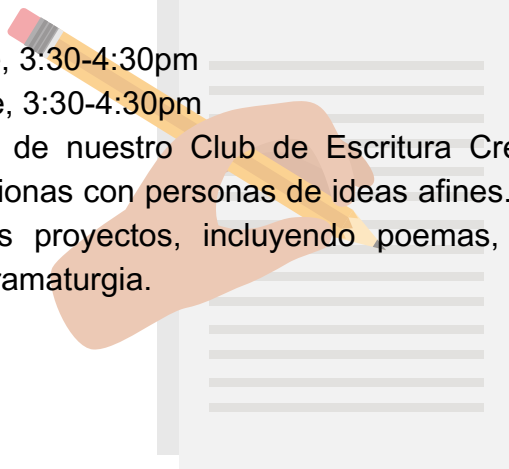 , 3:30-4:30pm
e, 3:30-4:30pm
de nuestro Club de Escritura Cre
ionas con personas de ideas afines.
s proyectos, incluyendo poemas,
ramaturgia.